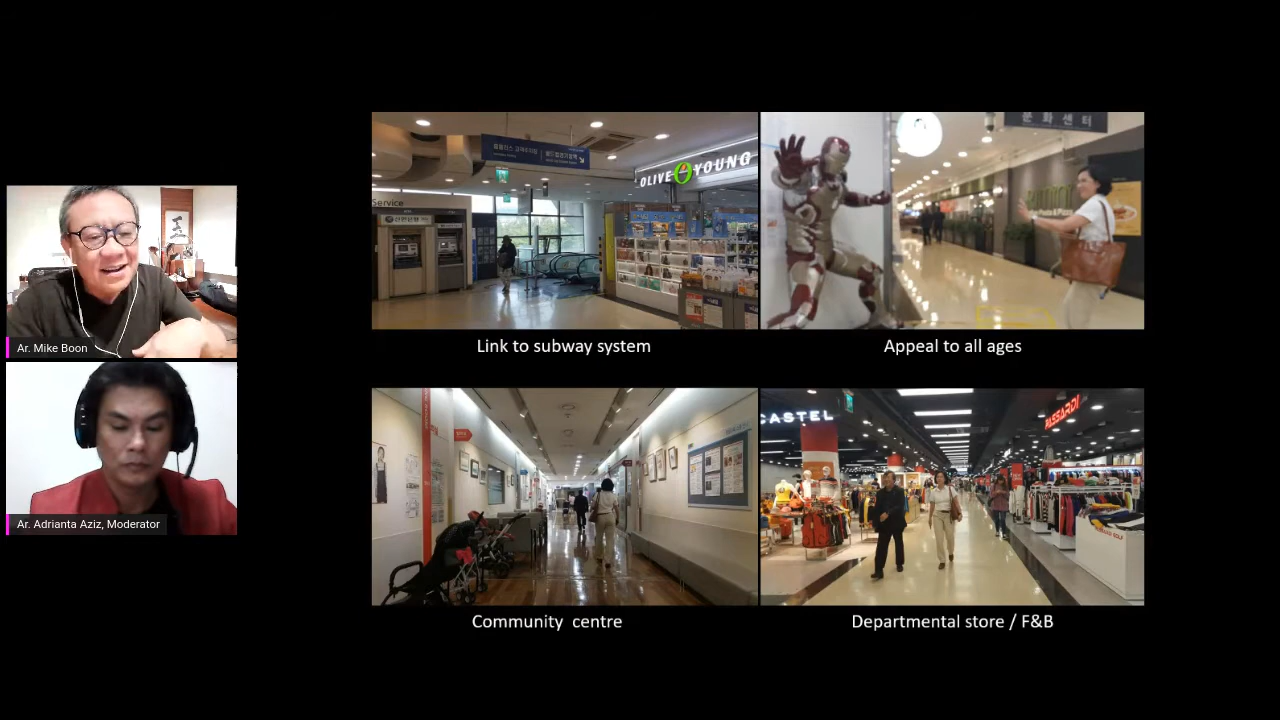 Ar. Mike Boon
Ar. Adrianta Aziz, Moderator
OLIVE YOUNG
Service
Link to subway system
문화센터
Appeal to all ages
Community centre
CASTEL
PASSARDI
Departmental store / F&B